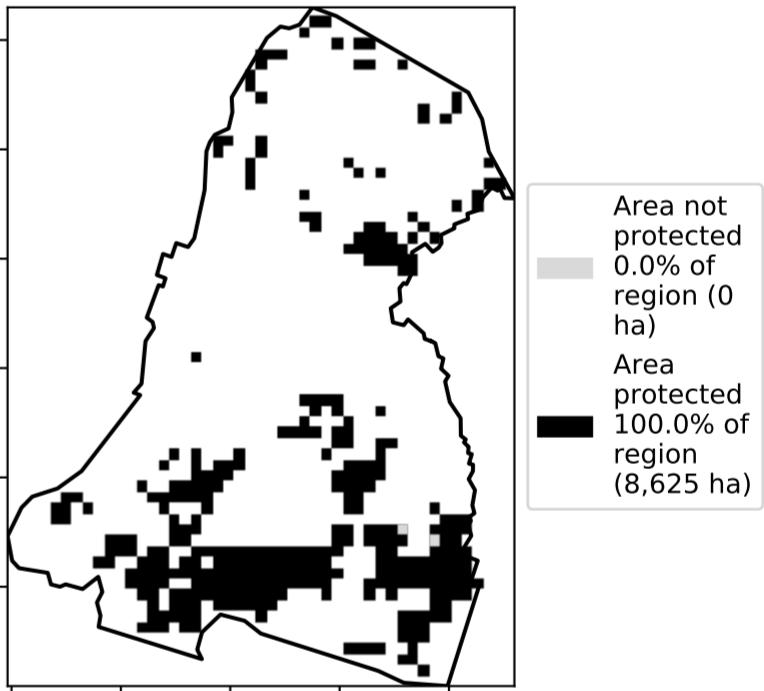 Area not
protected
0.0% of
region (0
ha)
Area
protected
100.0% of
region
(8,625 ha)